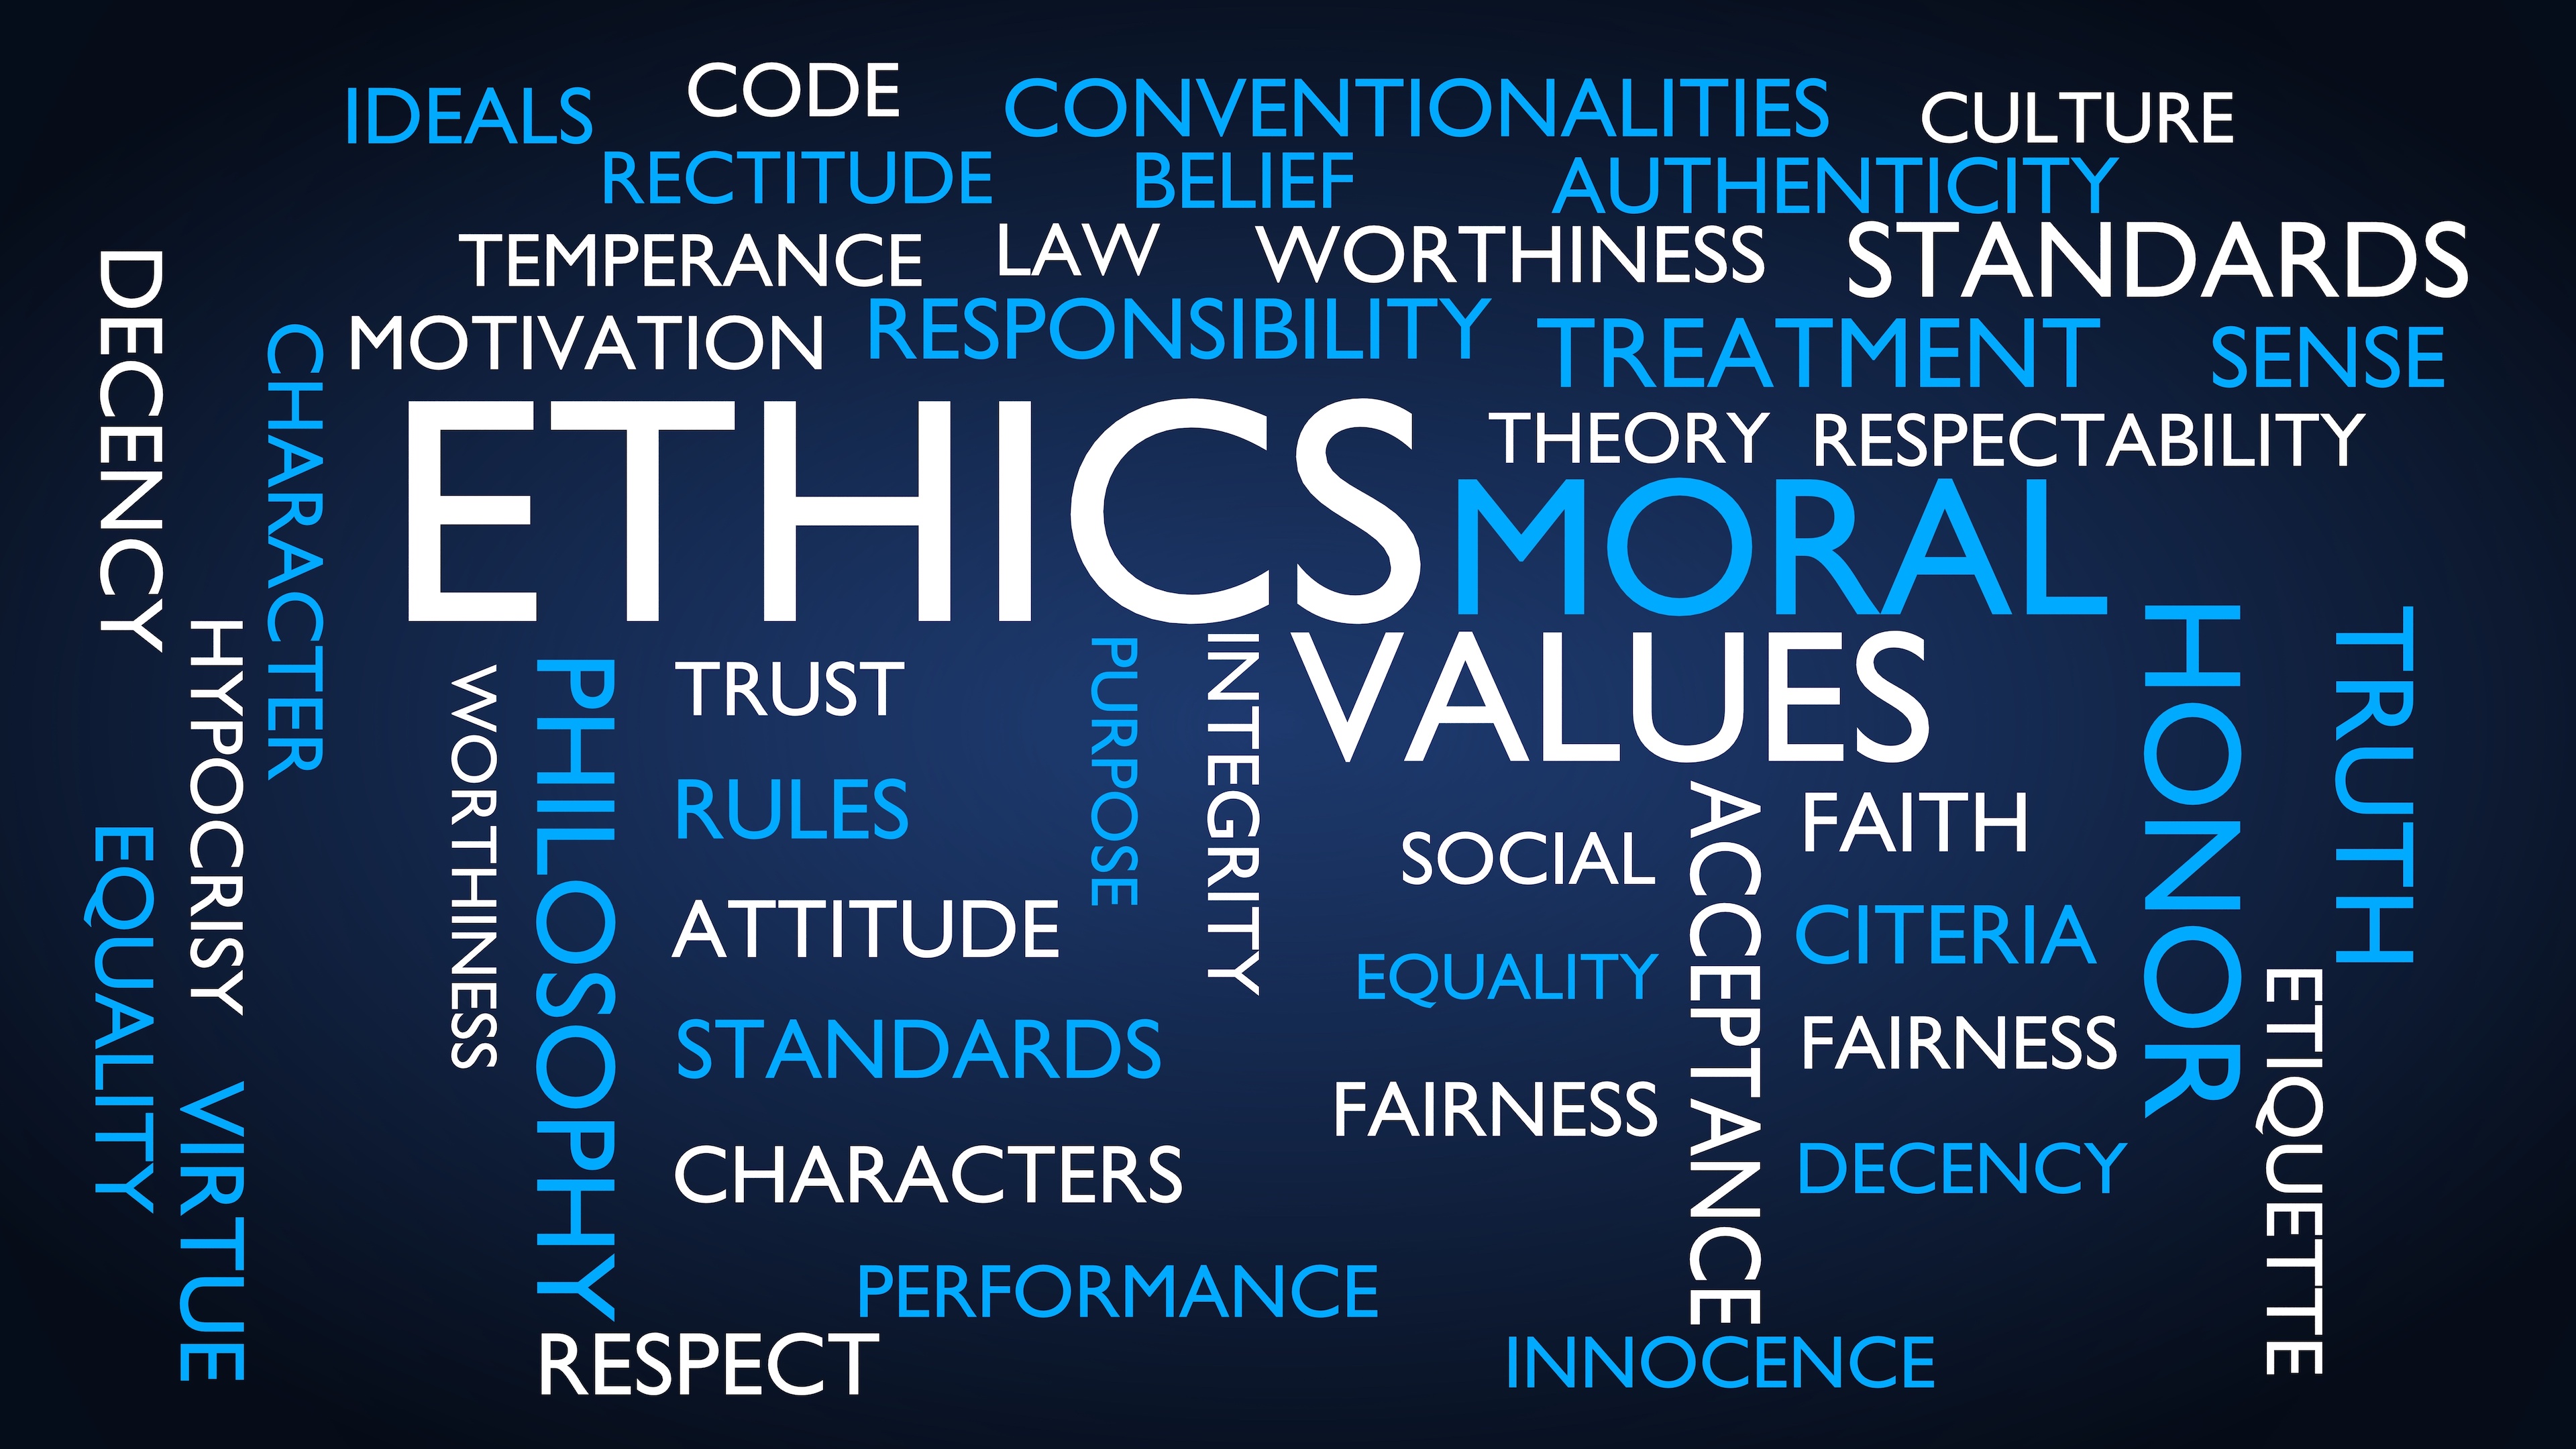 IDEALS
CODE
CONVENTIONALITIES
CULTURE
RECTITUDE
BELIEF
AUTHENTICITY
TEMPERANCE
LAW
WORTHINESS
STANDARDS
DECENCY
CHARACTER
MOTIVATION
RESPONSIBILITY
TREATMENT
SENSE
ETHICS
THEORY
RESPECTABILITY
MORAL
VALUES
HONOR
TRUTH
HYPOCRISY
WORTHINESS
PHILOSOPHY
TRUST
PURPOSE
INTEGRITY
RULES
ACCEPTANCE
FAITH
SOCIAL
EQUALITY
ATTITUDE
CITERIA
EQUALITY
ETIQUETTE
STANDARDS
FAIRNESS
FAIRNESS
VIRTUE
CHARACTERS
DECENCY
PERFORMANCE
RESPECT
INNOCENCE